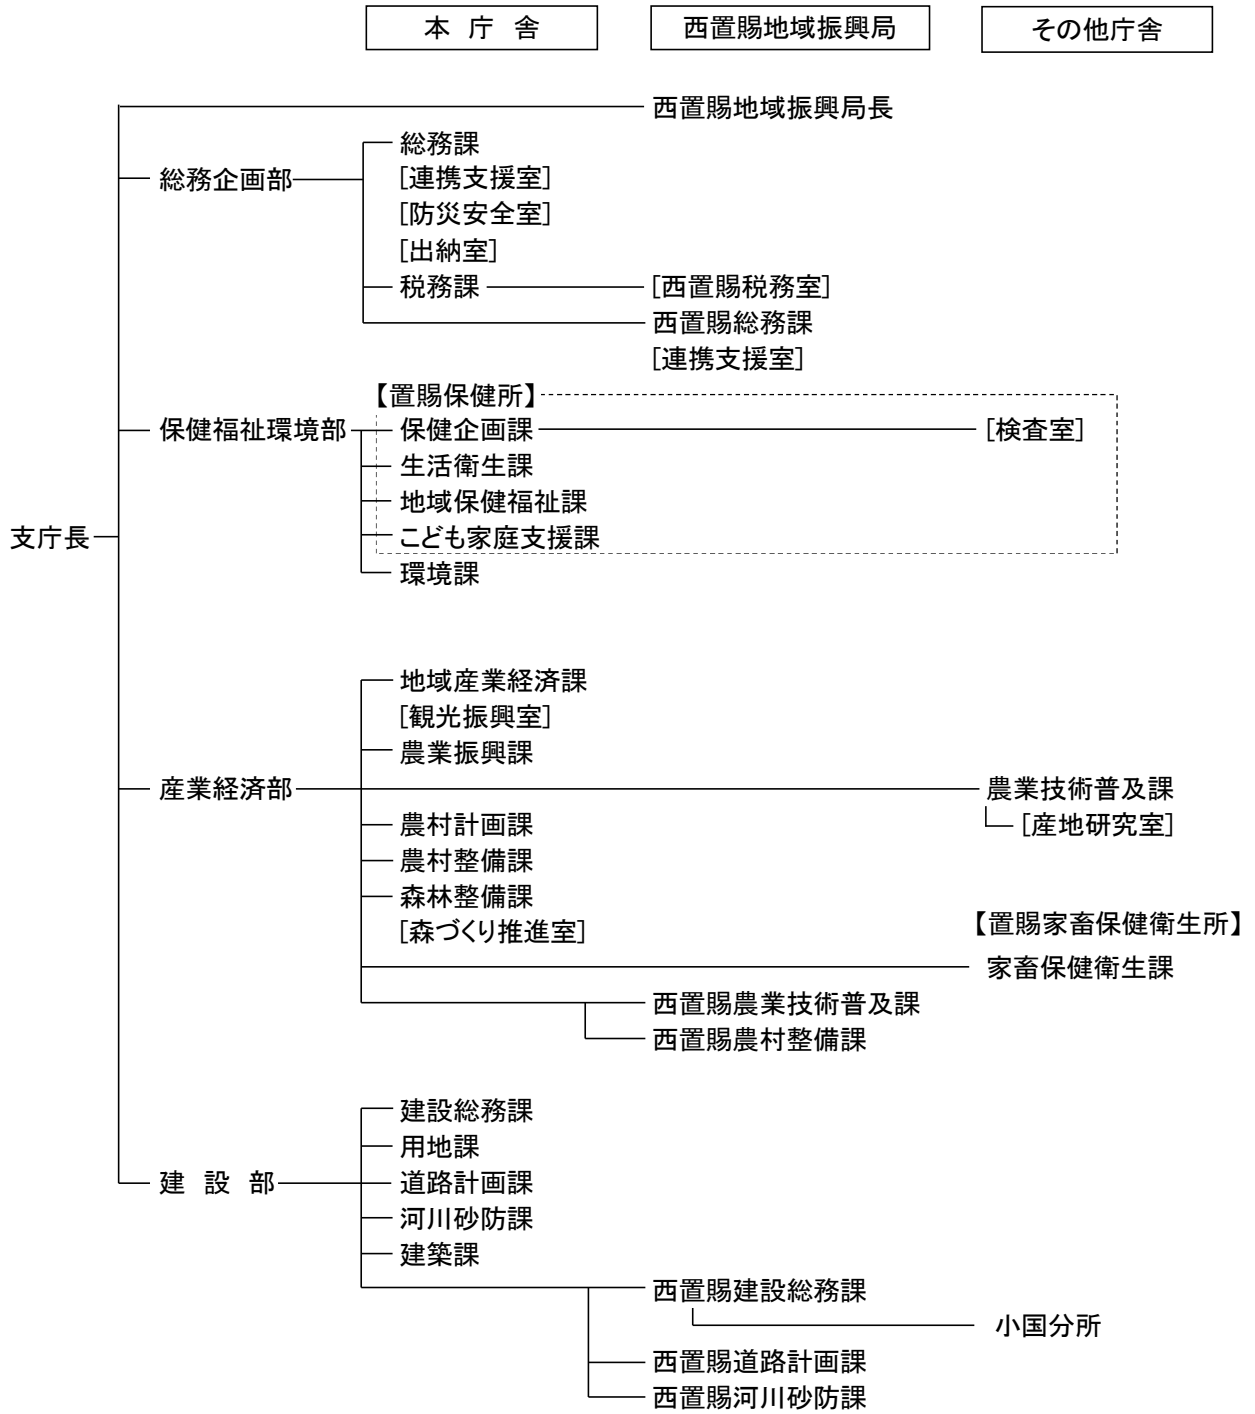 本 庁 舎 西置賜地域振興局 その他庁舎
西置賜地域振興局長
総務課
総務企画部 [連携支援室]
[防災安全室]
[出納室]
税務課 [西置賜税務室]
西置賜総務課
[連携支援室]
【置賜保健所】
保健福祉環境部 保健企画課 [検査室]
生活衛生課
地域保健福祉課
支庁長 こども家庭支援課
環境課
地域産業経済課
[観光振興室]
農業振興課
産業経済部 農業技術普及課
農村計画課 [産地研究室]
農村整備課
森林整備課
[森づくり推進室] 【置賜家畜保健衛生所】
家畜保健衛生課
西置賜農業技術普及課
西置賜農村整備課
建設総務課
用地課
建 設 部 道路計画課
河川砂防課
建築課
西置賜建設総務課
小国分所
西置賜道路計画課
西置賜河川砂防課